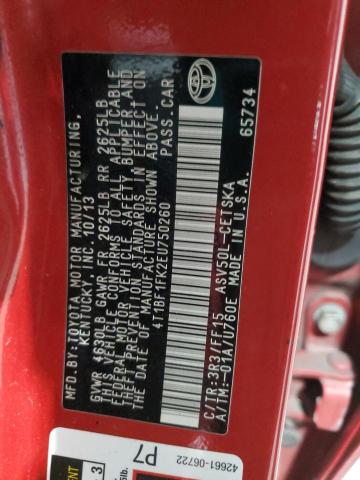 MFD.BY:TOYOTA MOTOR MANUFACTURING,
KENTUCKY, INC. 10/13
GVWR 4730LB GAWR FR 2625LB RR 2625LB
THIS VEHICLE CONFORMS TO ALL APPLICABLE
FEDERAL MOTOR VEHICLE SAFETY, BUMPER, AND
THEFT PREVENTION STANDARDS IN EFFECT ON
THE DATE OF MANUFACTURE SHOWN ABOVE.
4T1BF1FK2EU750260 PASS.CAR
C/TR:3R3/FF15 ASV50L-CETSKA
A/TM:-01A/U760E MADE IN U.S.A. 65734
42661-06722
P7